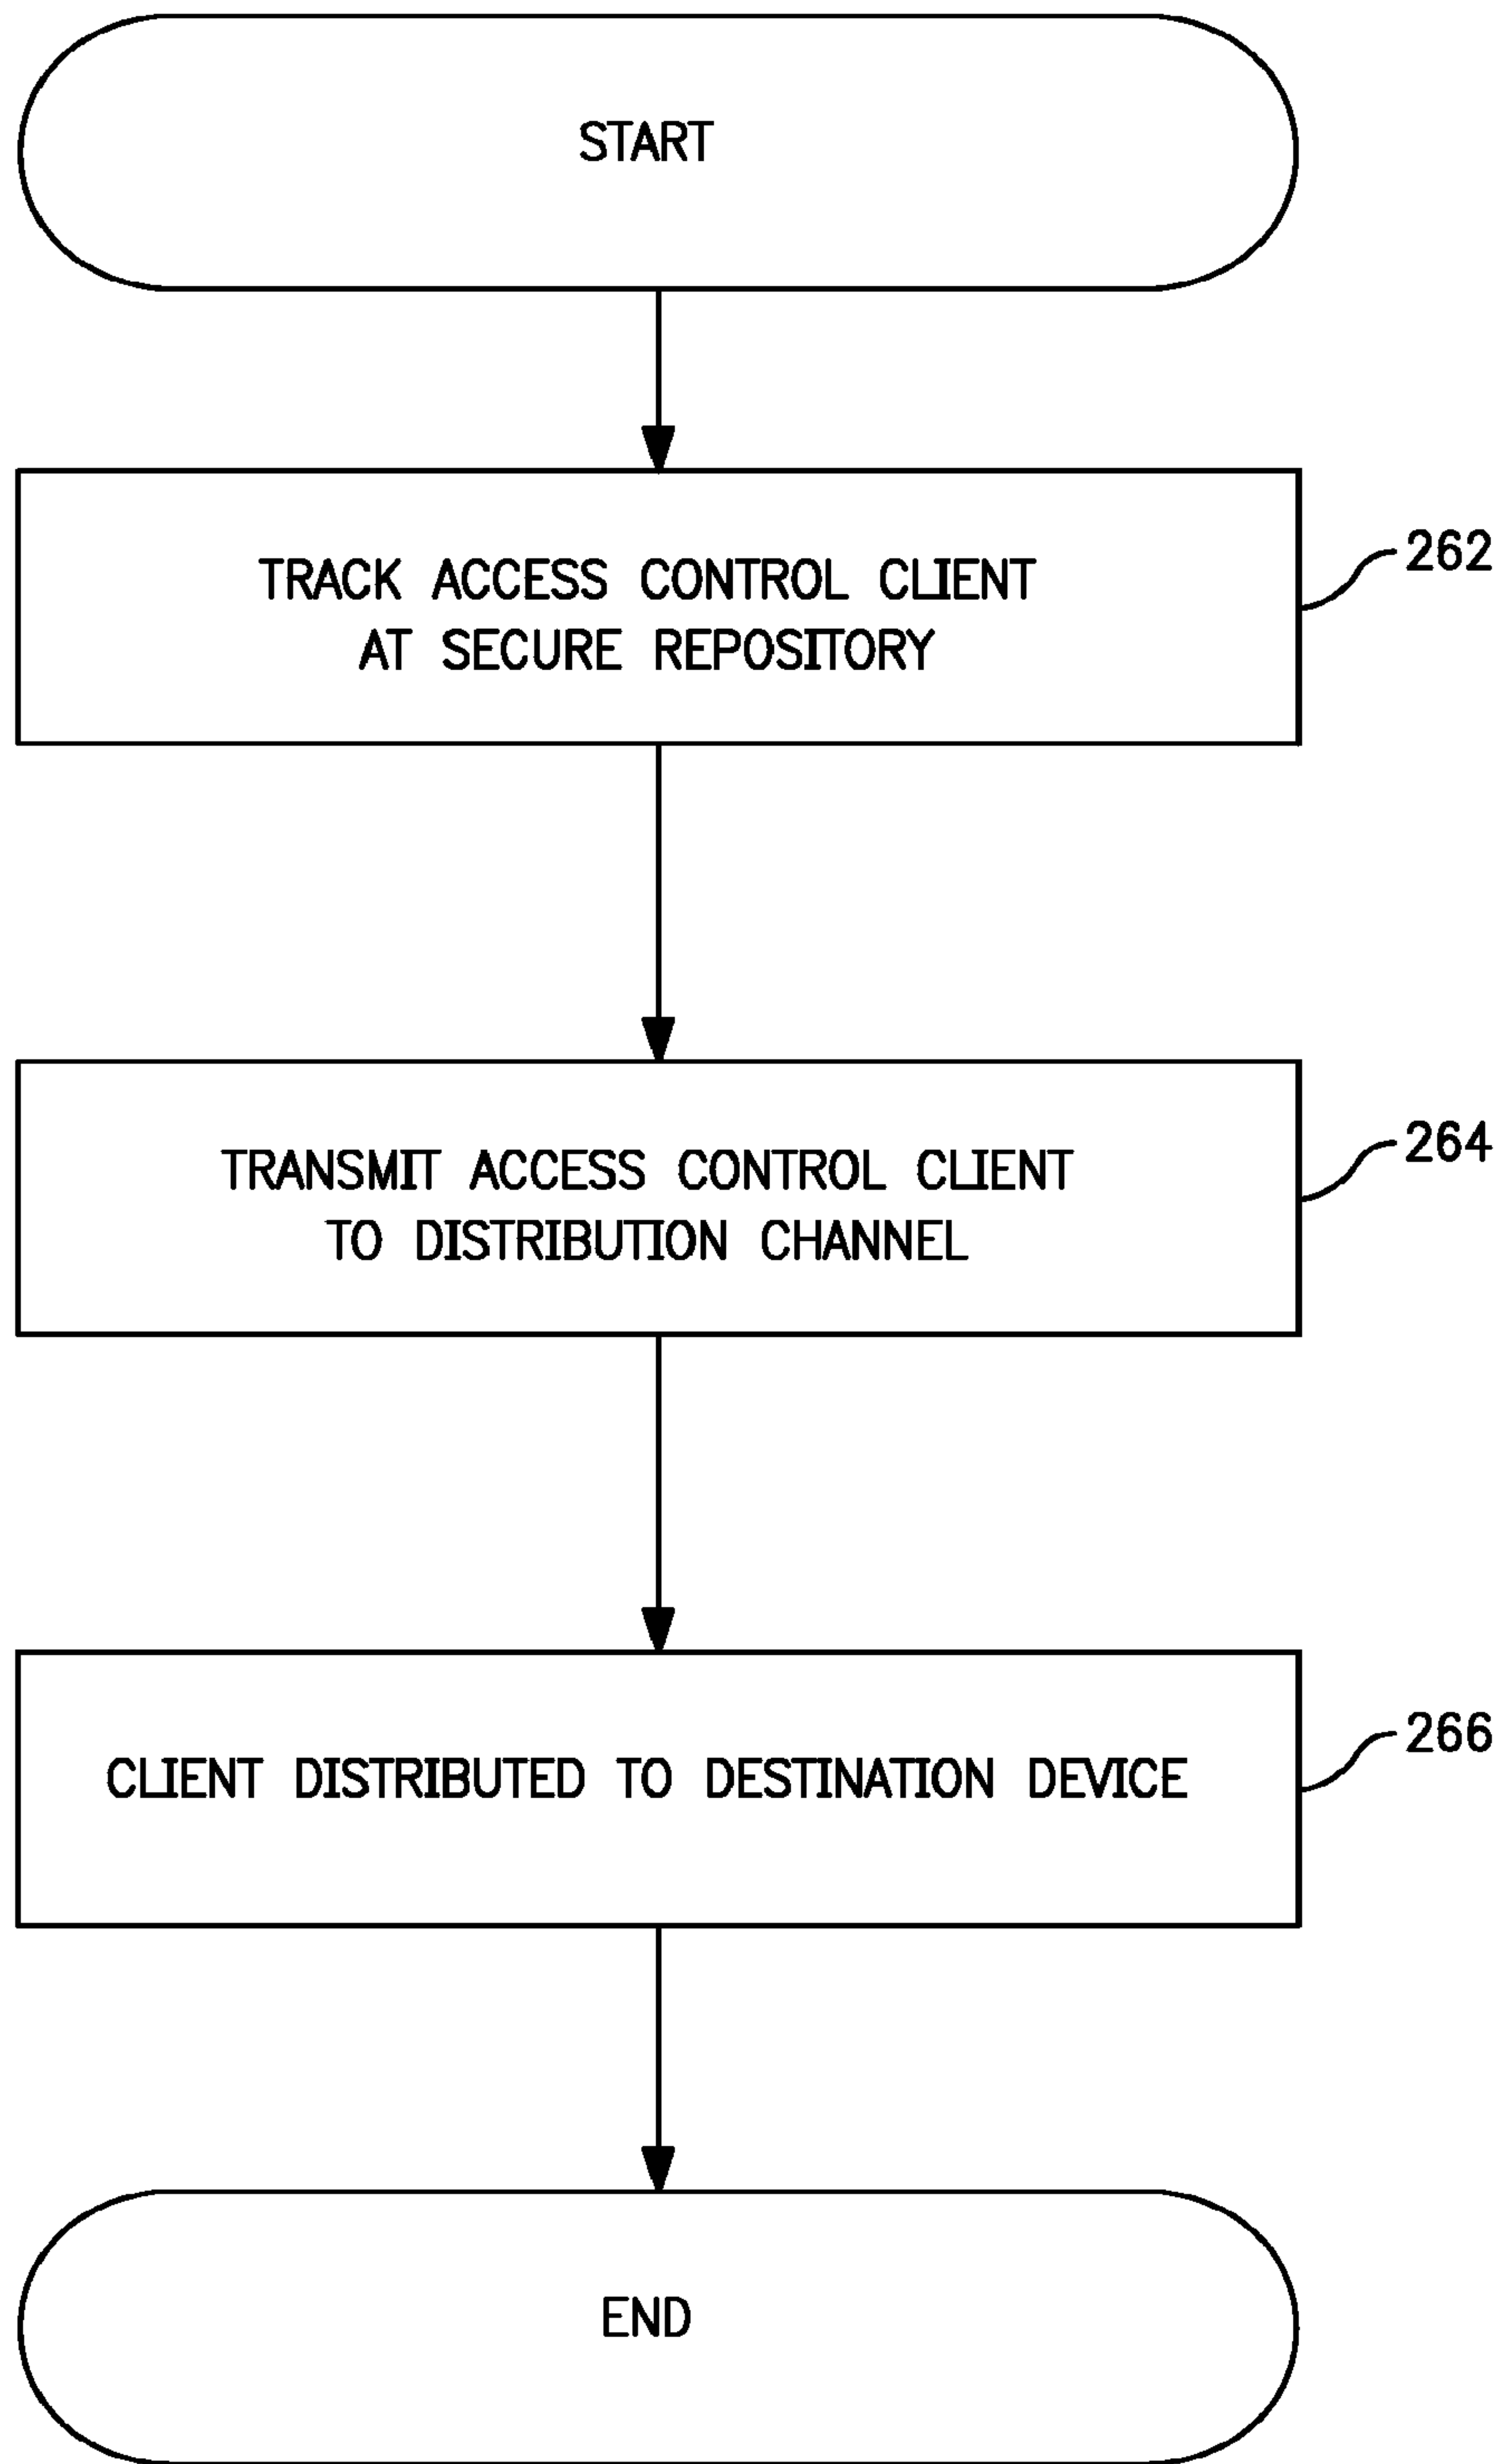 START
TRACK ACCESS CONTROL CLIENT
AT SECURE REPOSITORY
262
TRANSMIT ACCESS CONTROL CLIENT
TO DISTRIBUTION CHANNEL
264
CLIENT DISTRIBUTED TO DESTINATION DEVICE
266
END